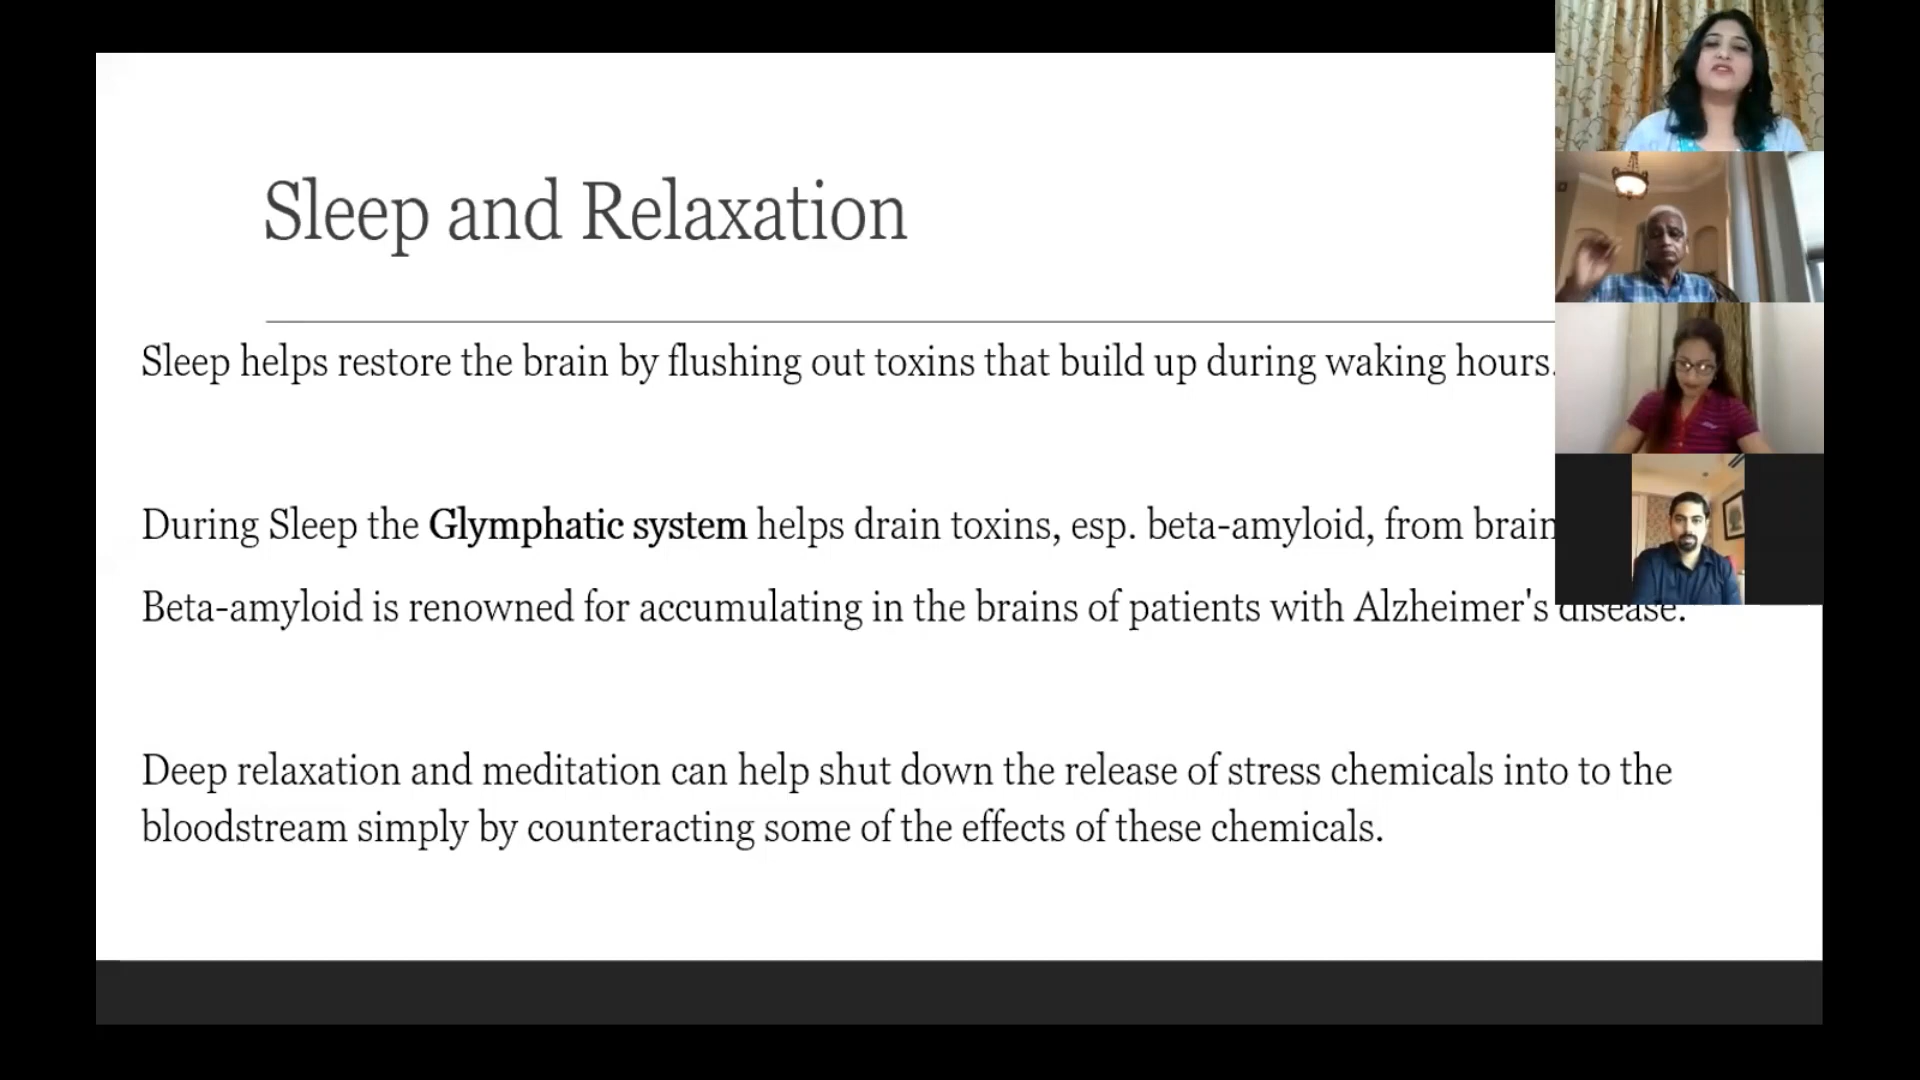 Sleep and Relaxation
Sleep helps restore the brain by flushing out toxins that build up during waking hours.
During Sleep the Glymphatic system helps drain toxins, esp. beta-amyloid, from brain
Beta-amyloid is renowned for accumulating in the brains of patients with Alzheimer's disease.
Deep relaxation and meditation can help shut down the release of stress chemicals into to the
bloodstream simply by counteracting some of the effects of these chemicals.